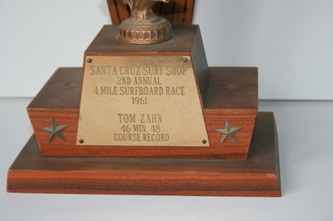 SANTA CRUZ SURF SHOP
2ND ANNUAL
4 MILE SURFBOARD RACE
1961
TOM ZAHN
46 MIN. 48
COURSE RECORD